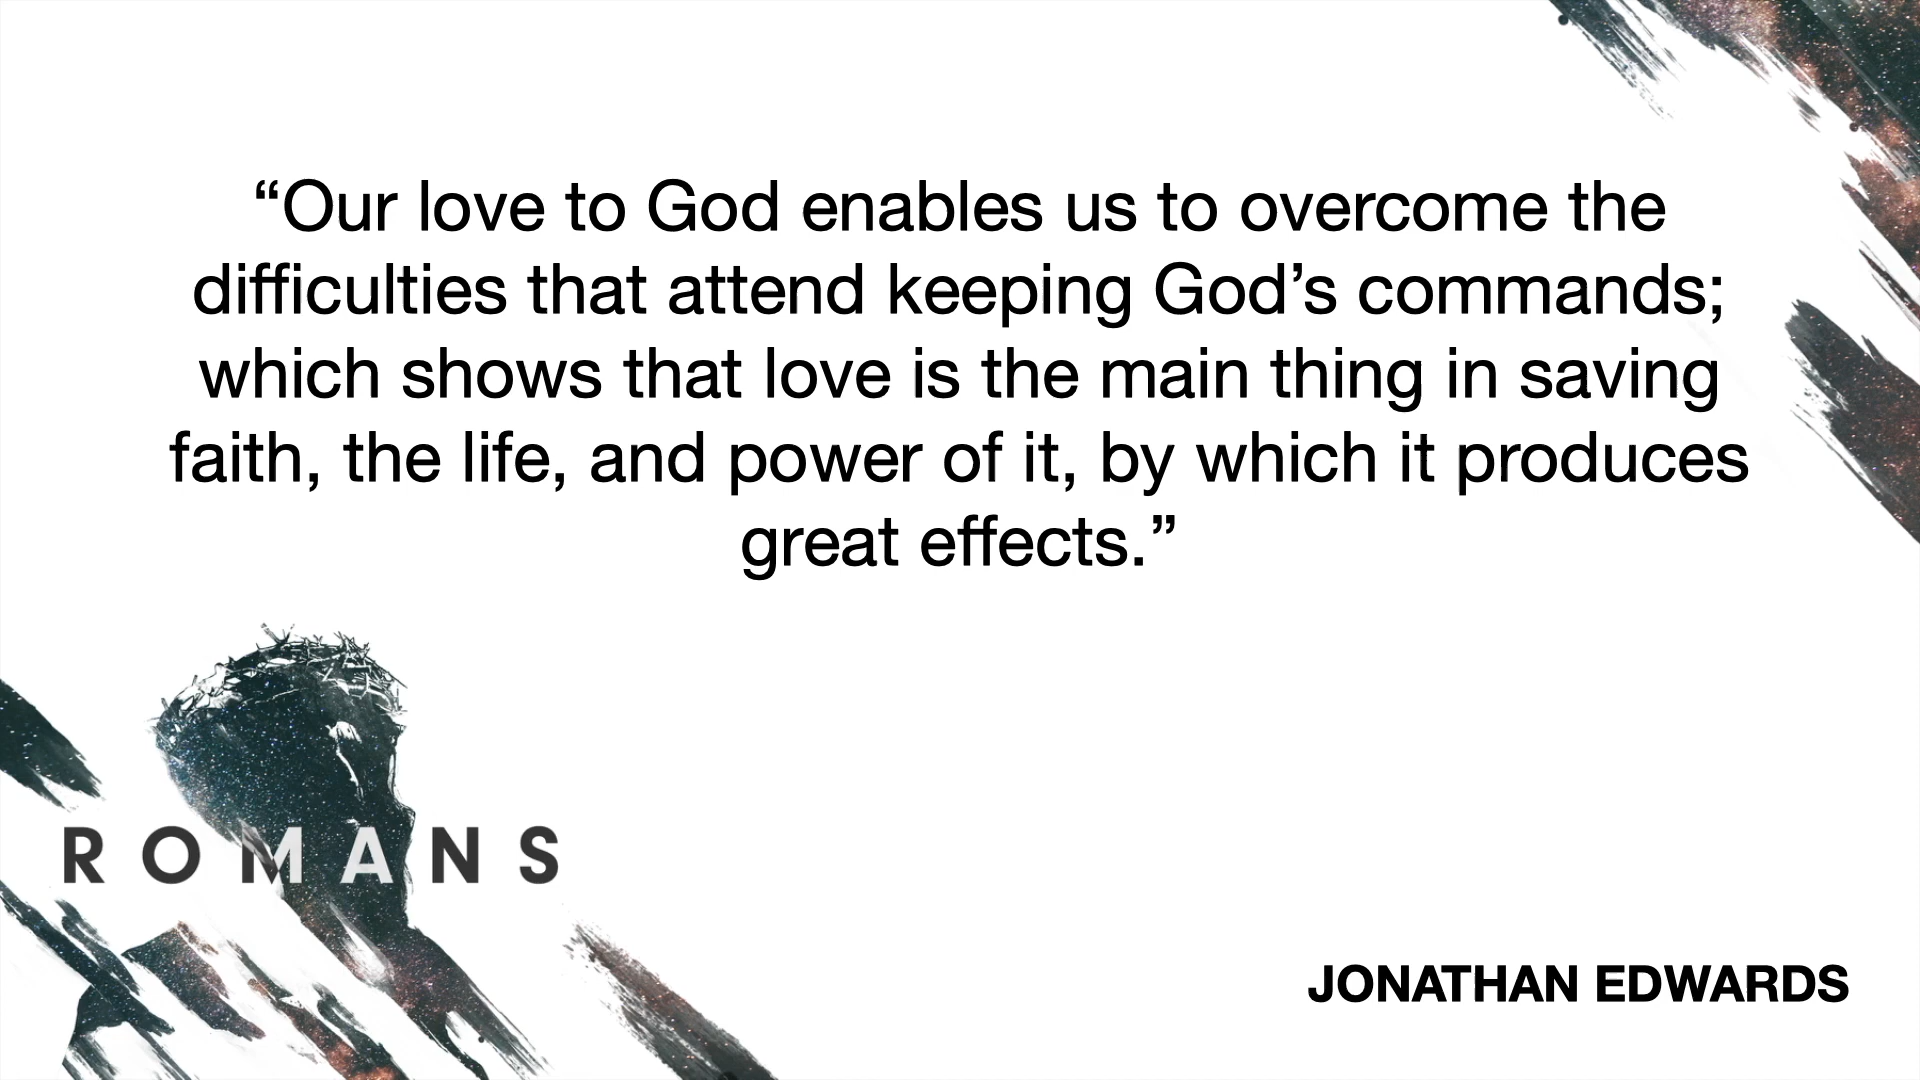 “Our love to God enables us to overcome the
difficulties that attend keeping God’s commands;
which shows that love is the main thing in saving
faith, the life, and power of it, by which it produces
great effects.”
ROMANS
JONATHAN EDWARDS